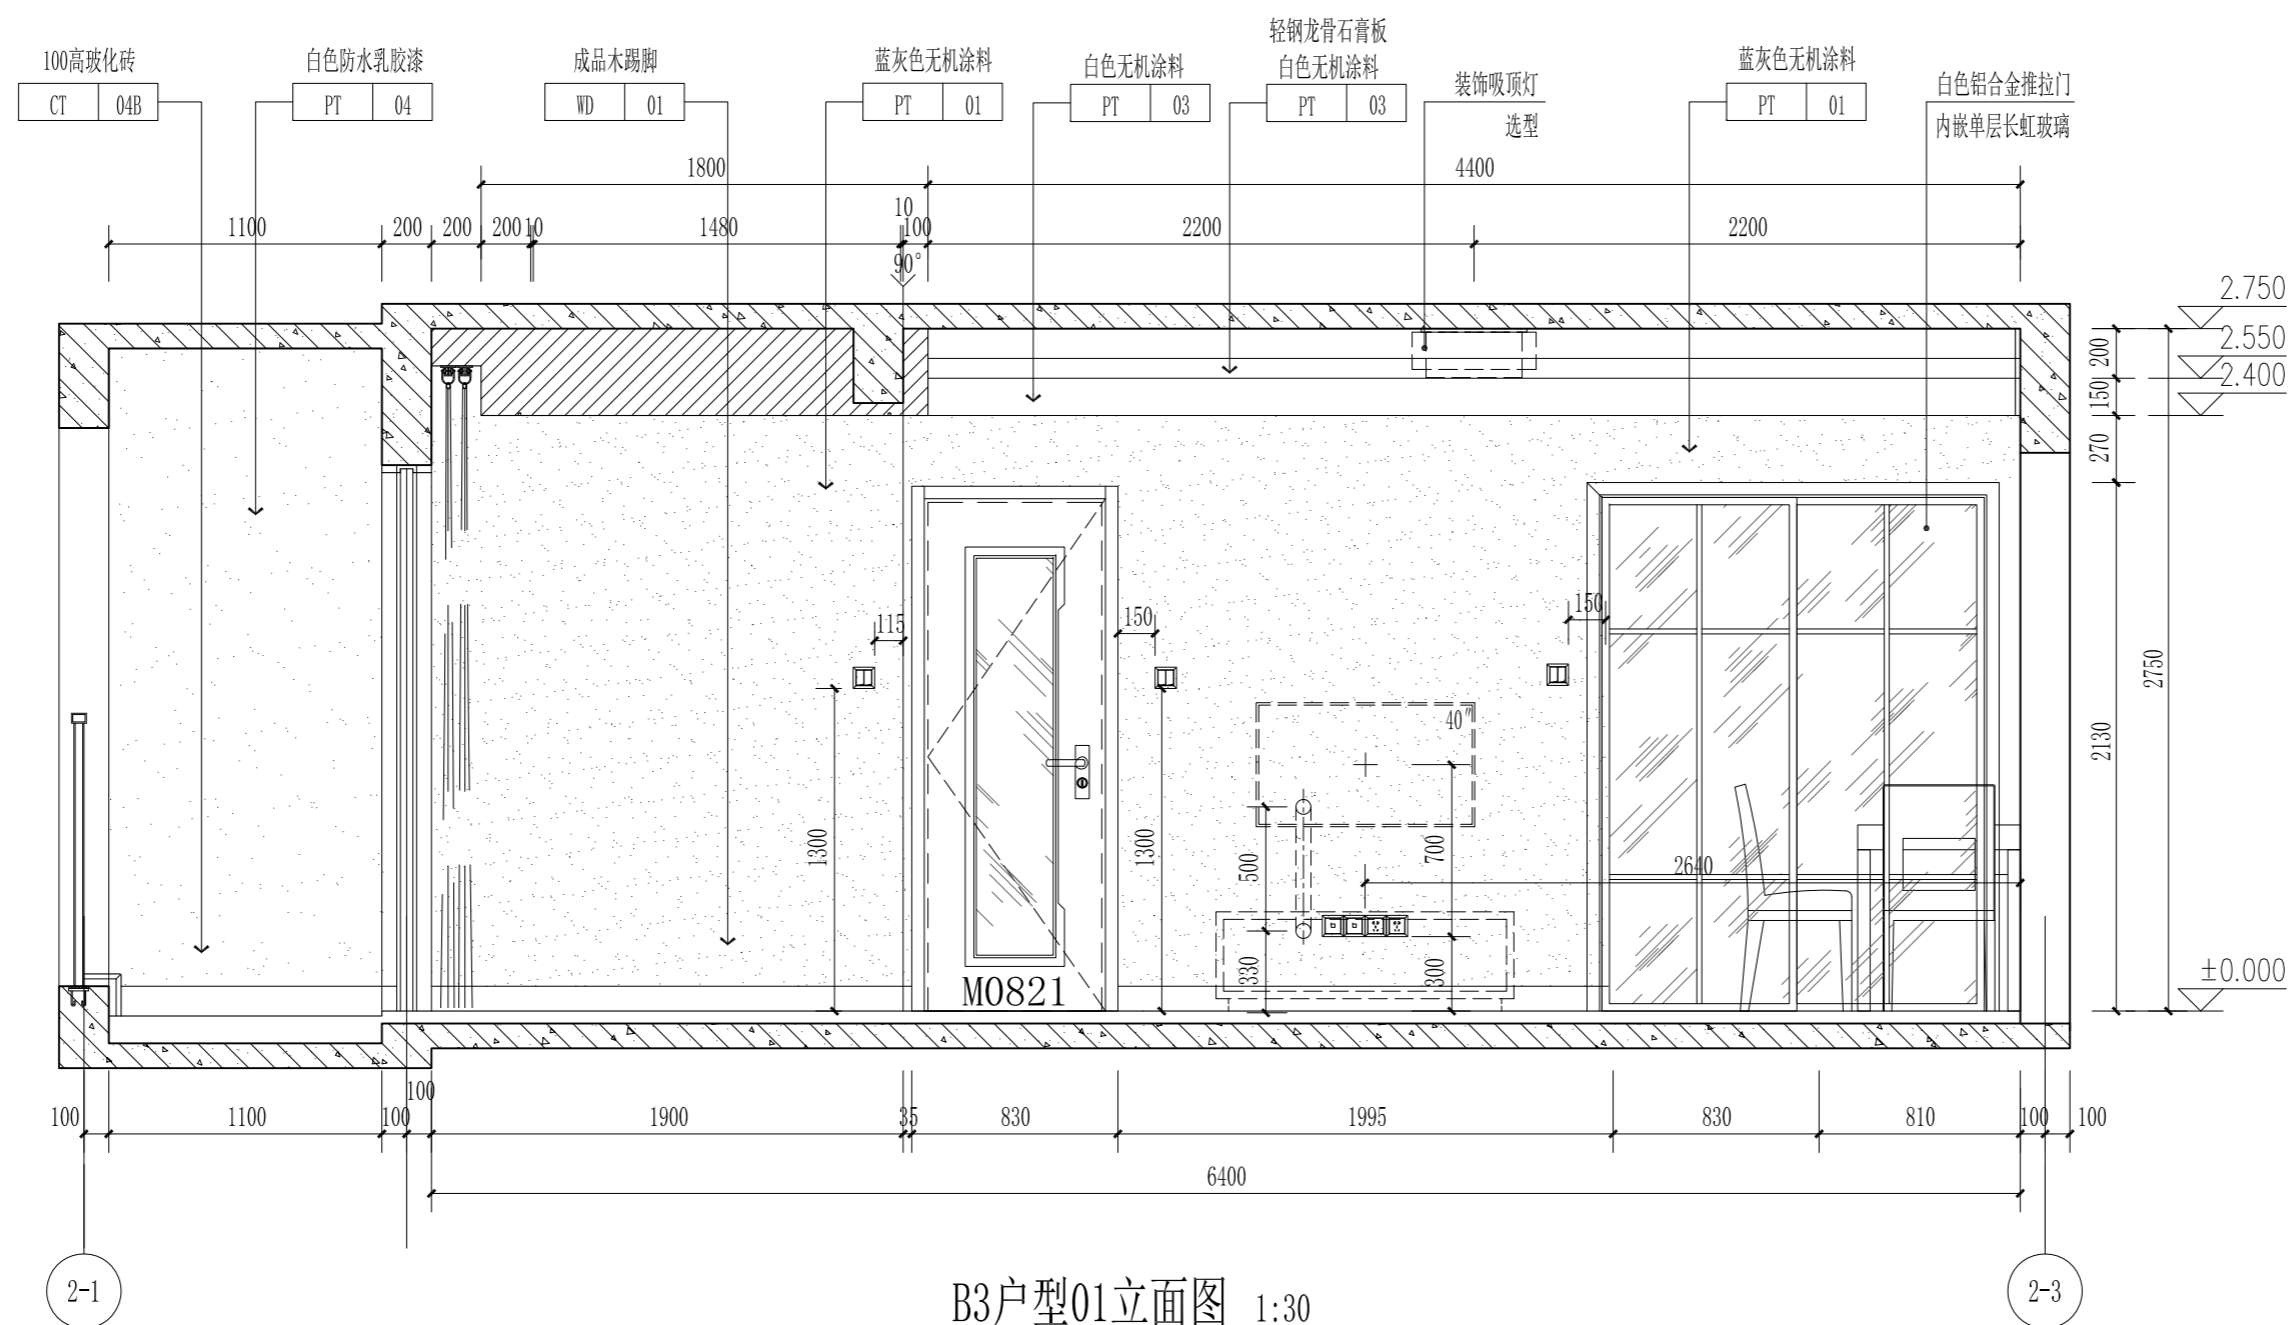 轻钢龙骨石膏板
100高玻化砖
白色防水乳胶漆
成品木踢脚
蓝灰色无机涂料
白色无机涂料
白色无机涂料
装饰吸顶灯
蓝灰色无机涂料
白色铝合金推拉门
CT 04B
PT 04
WD 01
PT 01
PT 03
PT 03
选型
PT 01
内嵌单层长虹玻璃
1800
4400
10
1100
200
200
200
10
1480
100
2200
2200
90°
2.750
2.550
2.400
200
150
270
2130
2750
±0.000
115
150
150
40"
1300
1300
500
700
2640
330
300
M0821
100
1100
100
100
1900
35
830
1995
830
810
100
100
6400
2-1
2-3
B3户型01立面图 1:30